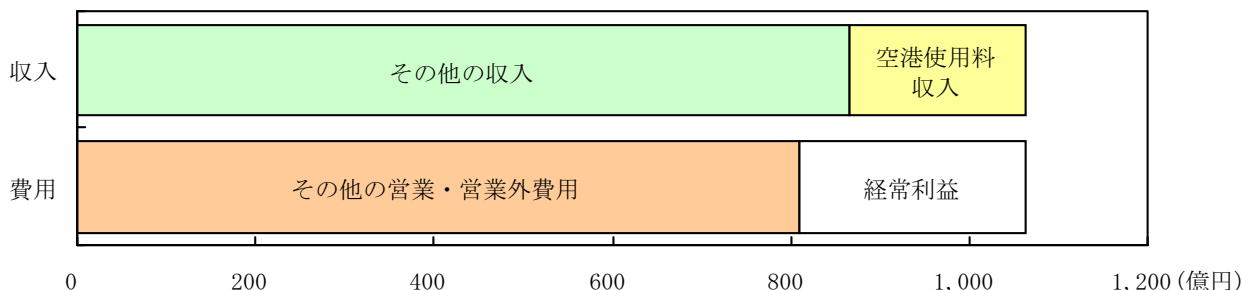 収入
その他の収入
空港使用料
収入
費用
その他の営業・営業外費用
経常利益
0 200 400 600 800 1,000 1,200 (億円)